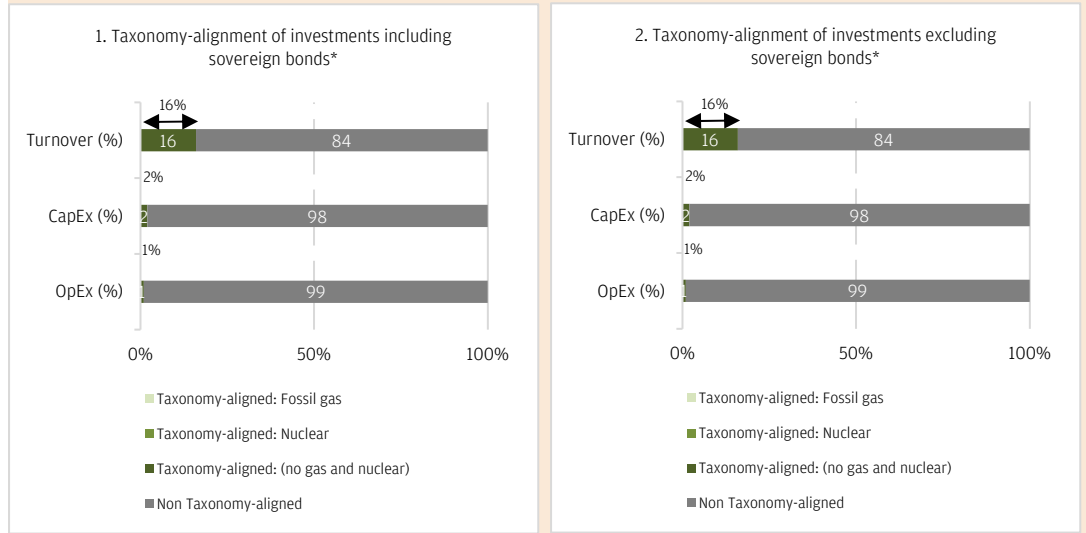 1. Taxonomy-alignment of investments including
sovereign bonds*
16%
Turnover (%)
16
84
2%
CapEx (%)
2
98
1%
OpEx (%)
1
99
0%
50%
100%
Taxonomy-aligned: Fossil gas
Taxonomy-aligned: Nuclear
Taxonomy-aligned: (no gas and nuclear)
Non Taxonomy-aligned
2. Taxonomy-alignment of investments excluding
sovereign bonds*
16%
Turnover (%)
16
84
2%
CapEx (%)
2
98
1%
OpEx (%)
1
99
0%
50%
100%
Taxonomy-aligned: Fossil gas
Taxonomy-aligned: Nuclear
Taxonomy-aligned: (no gas and nuclear)
Non Taxonomy-aligned